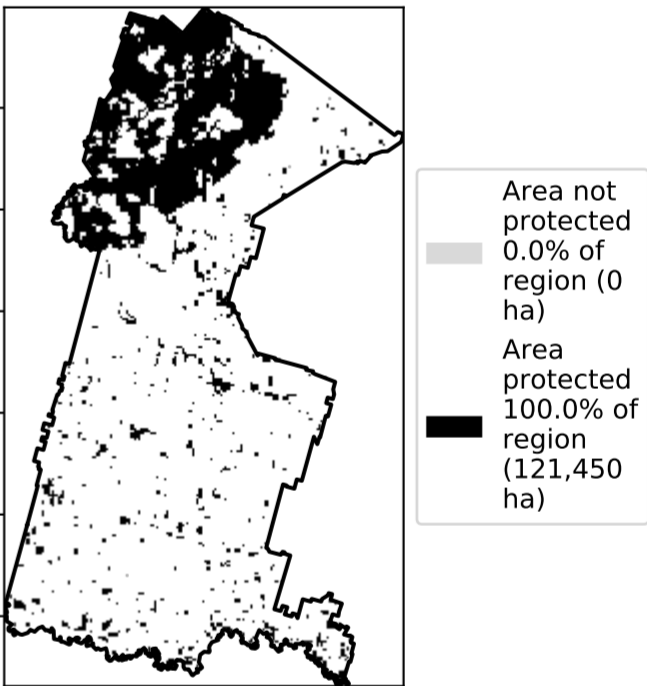 Area not
protected
0.0% of
region (0
ha)
Area
protected
100.0% of
region
(121,450
ha)